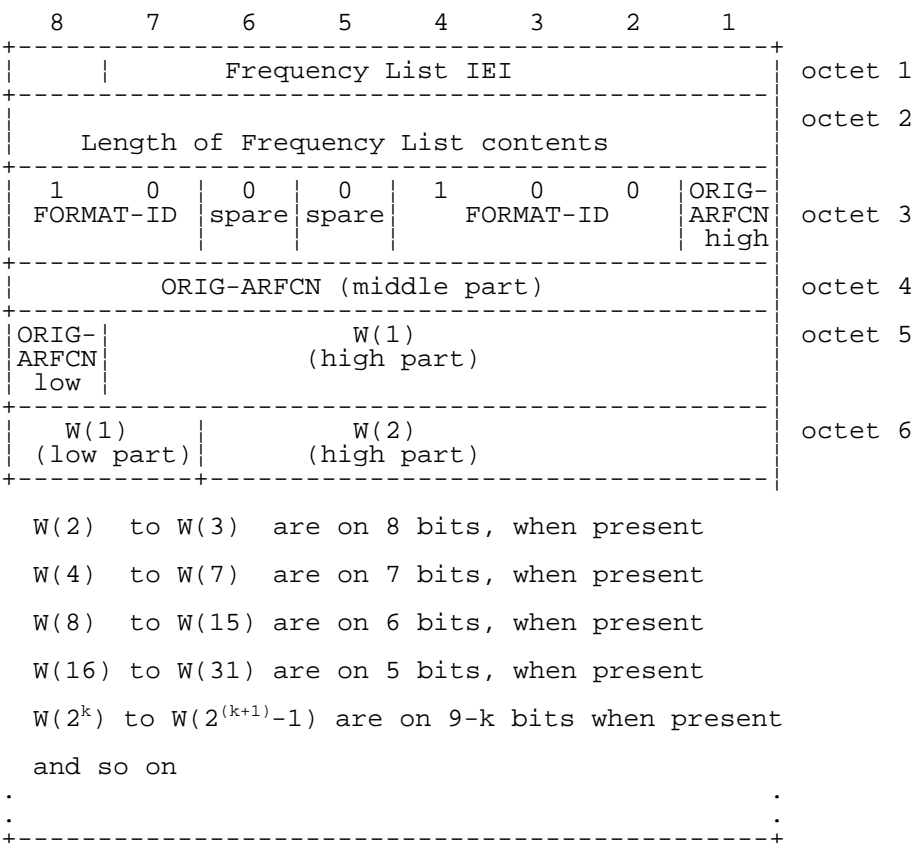 8 7 6 5 4 3 2 1
Frequency List IEI octet 1
octet 2
Length of Frequency List contents
1 0 0 0 1 0 0 ORIG-
FORMAT-ID spare spare FORMAT-ID ARFCN octet 3
high
ORIG-ARFCN (middle part) octet 4
ORIG- W(1) octet 5
ARFCN (high part)
low
W(1) W(2) octet 6
(low part) (high part)
W(2) to W(3) are on 8 bits, when present
W(4) to W(7) are on 7 bits, when present
W(8) to W(15) are on 6 bits, when present
W(16) to W(31) are on 5 bits, when present
W(2^k) to W(2^(k+1)-1) are on 9-k bits when present
and so on
. .
. .